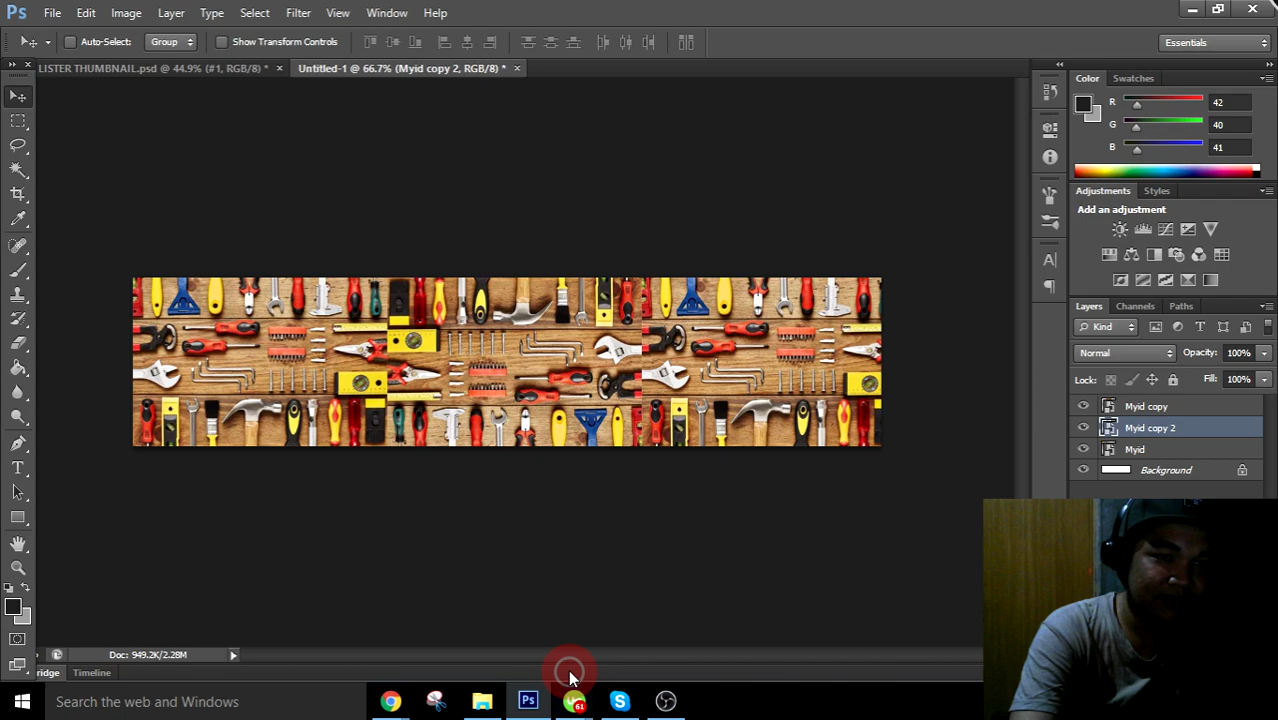 Ps File Edit Image Layer Type Select Filter View Window Help
Auto-Select: Group Show Transform Controls Essentials
LISTER THUMBNAIL.psd @ 44.9% (#1, RGB/8) * × Untitled-1 @ 66.7% (Myid copy 2, RGB/8) * ×
Color Swatches
R 42
G 40
B 41
Adjustments Styles
Add an adjustment
Layers Channels Paths
Kind
Normal Opacity: 100%
Lock: Fill: 100%
Myid copy
Myid copy 2
Myid
Background
Doc: 949.2K/2.28M
ridge Timeline
Search the web and Windows
Ps
61